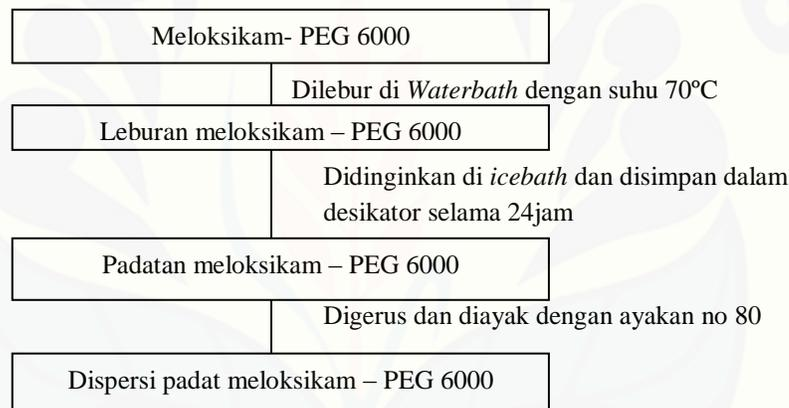 Meloksikam- PEG 6000
Dilebur di Waterbath dengan suhu 70ºC
Leburan meloksikam – PEG 6000
Didinginkan di icebath dan disimpan dalam
desikator selama 24jam
Padatan meloksikam – PEG 6000
Digerus dan diayak dengan ayakan no 80
Dispersi padat meloksikam – PEG 6000